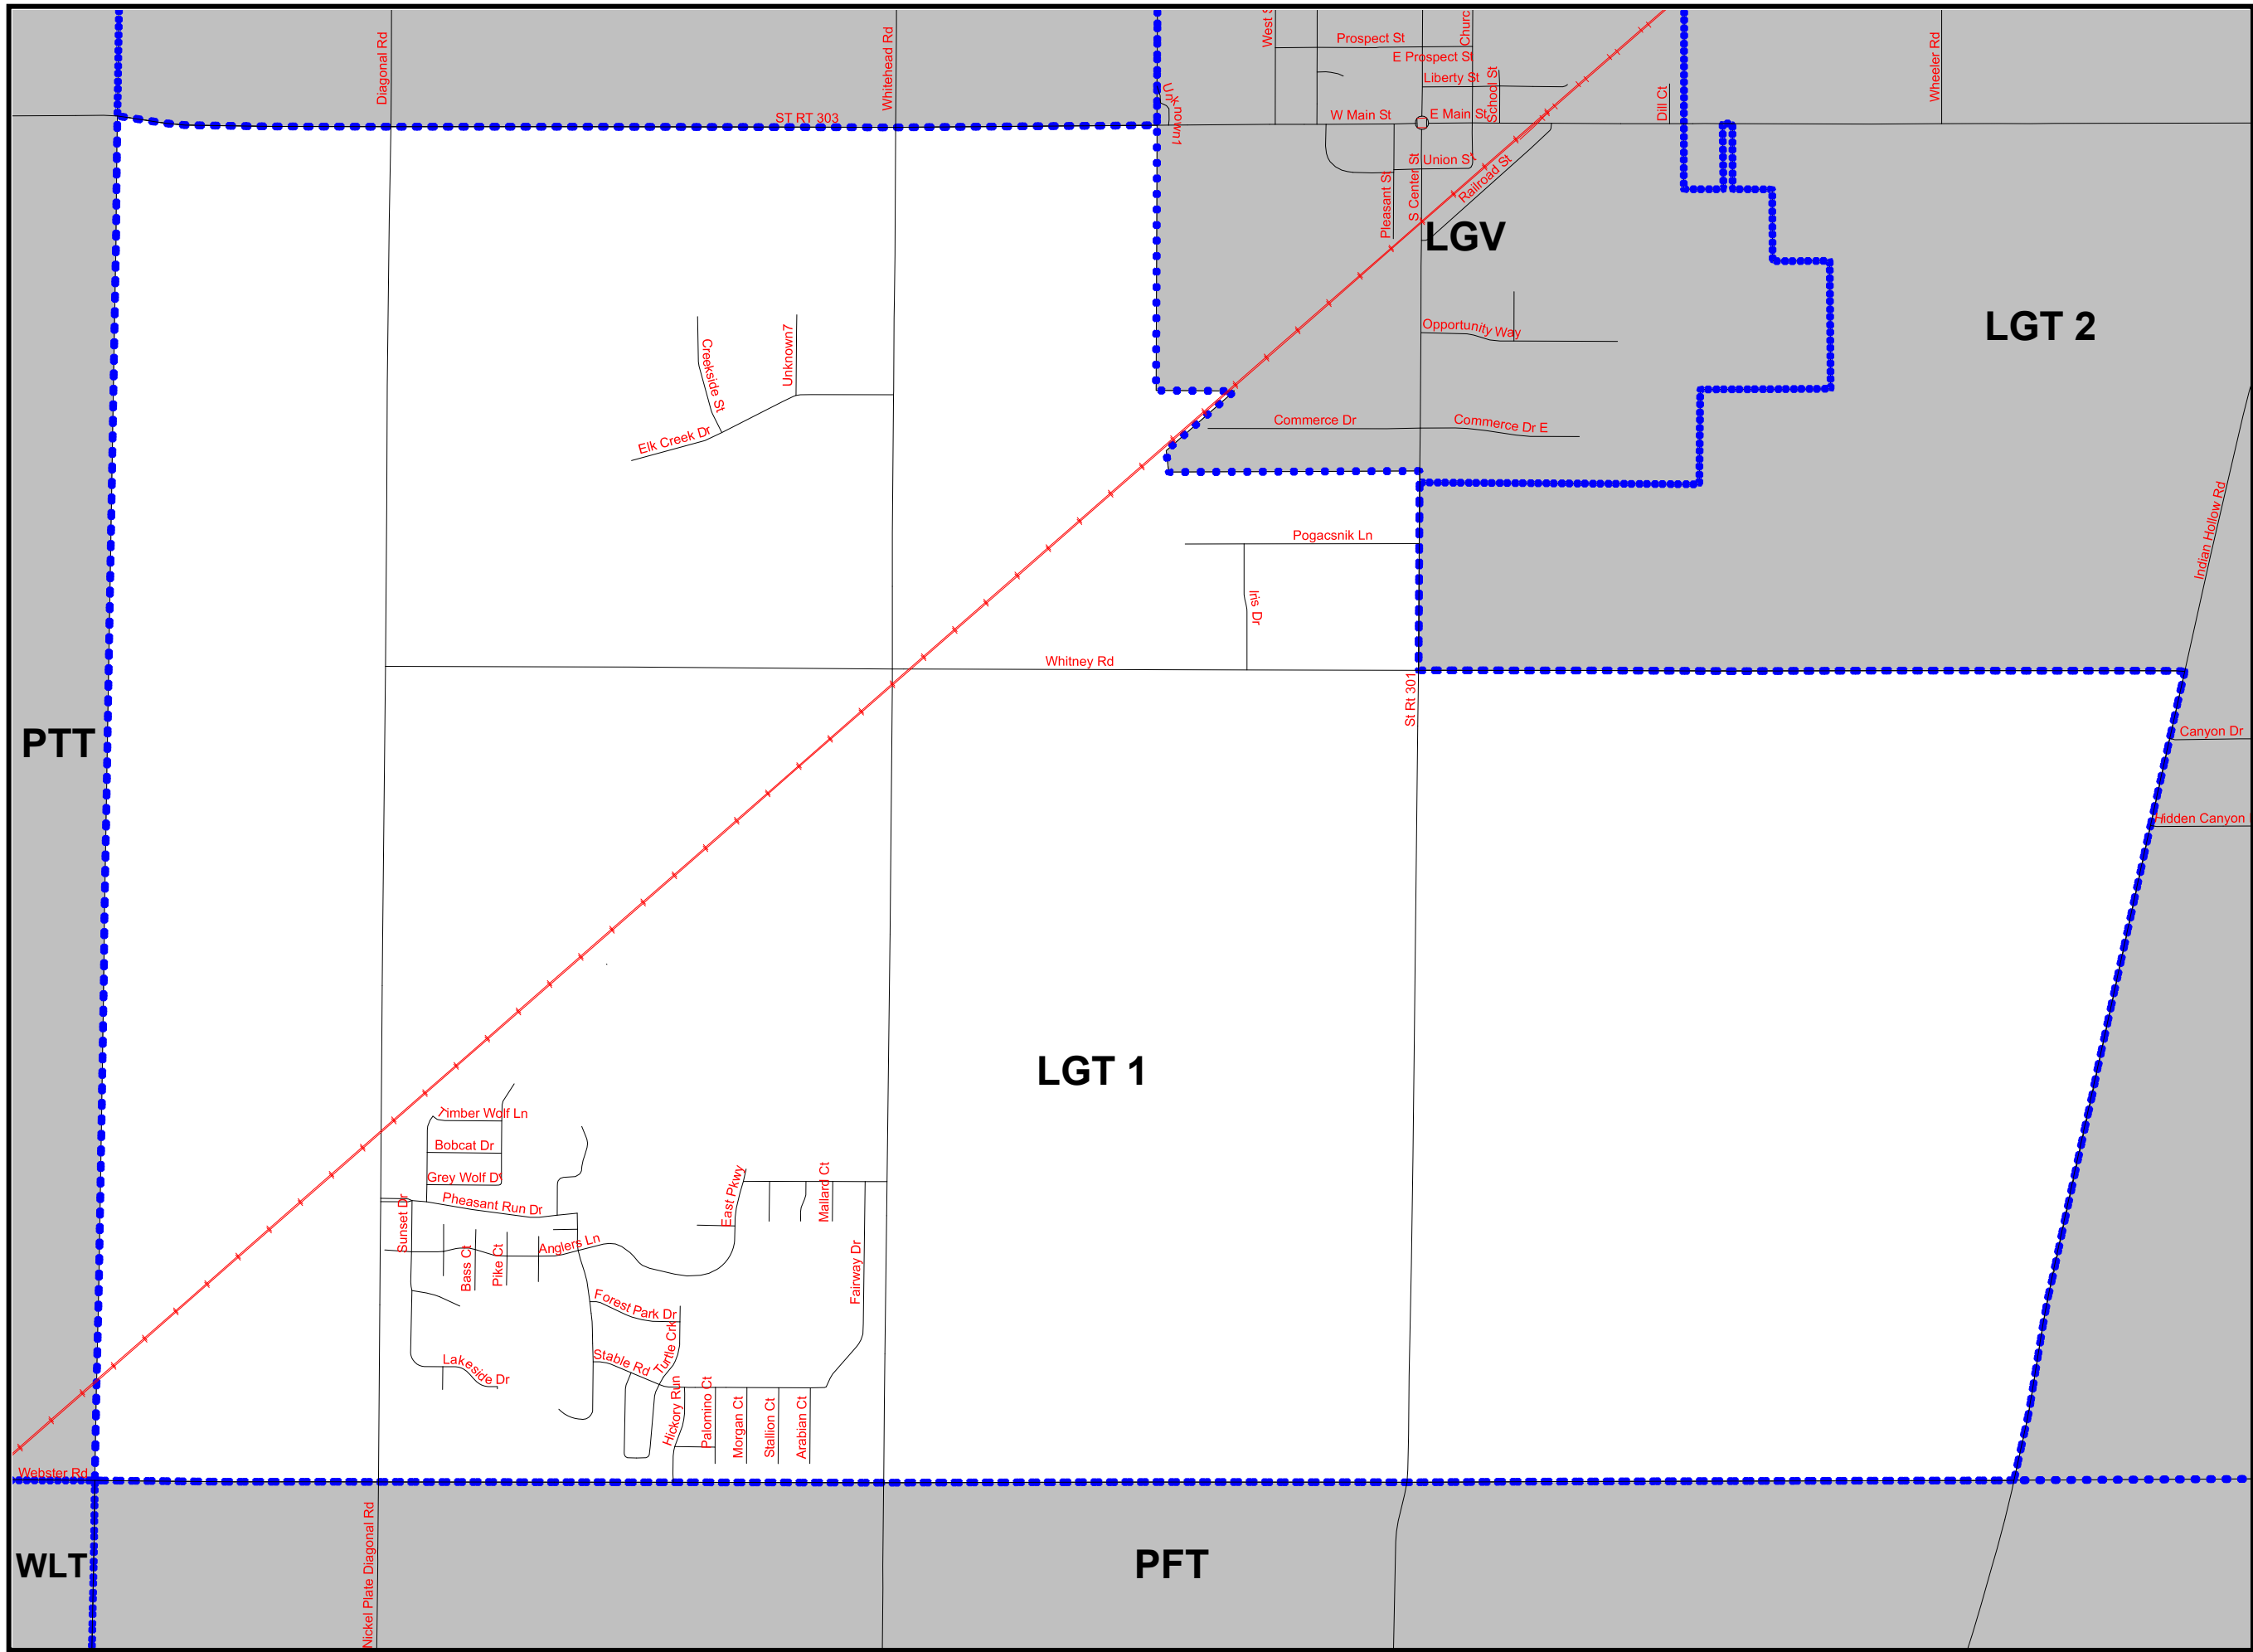 Diagonal Rd
Whitehead Rd
West S
Prospect St
Churc
E Prospect St
Liberty St
School St
Wheeler Rd
Dill Ct
Unknown1
ST RT 303
W Main St
E Main St
Union St
Railroad St
Pleasant St
S Center St
LGV
LGT 2
Opportunity Way
Creekside St
Unknown7
Elk Creek Dr
Commerce Dr
Commerce Dr E
Indian Hollow Rd
Pogacsnik Ln
Iris Dr
Whitney Rd
St Rt 301
PTT
Canyon Dr
Hidden Canyon
LGT 1
Timber Wolf Ln
Bobcat Dr
Grey Wolf Dr
Pheasant Run Dr
Sunset Dr
East Pkwy
Mallard Ct
Bass Ct
Pike Ct
Anglers Ln
Fairway Dr
Forest Park Dr
Turtle Crk
Stable Rd
Lakeside Dr
Hickory Run
Palomino Ct
Morgan Ct
Stallion Ct
Arabian Ct
Webster Rd
Nickel Plate Diagonal Rd
WLT
PFT